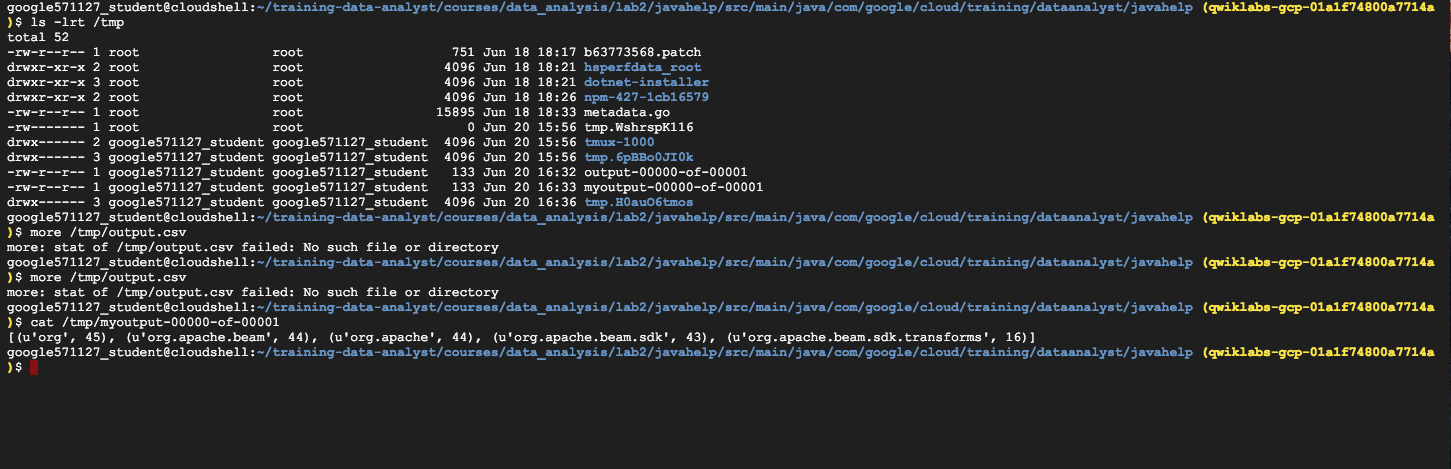 google571127_student@cloudshell:~/training-data-analyst/courses/data_analysis/lab2/javahelp/src/main/java/com/google/cloud/training/dataanalyst/javahelp (qwiklabs-gcp-01a1f74800a7714a
)$ ls -lrt /tmp
total 52
-rw-r--r-- 1 root root 751 Jun 18 18:17 b63773568.patch
drwxr-xr-x 2 root root 4096 Jun 18 18:21 hsperfdata_root
drwxr-xr-x 3 root root 4096 Jun 18 18:21 dotnet-installer
drwxr-xr-x 2 root root 4096 Jun 18 18:26 npm-427-1cb16579
-rw-r--r-- 1 root root 15895 Jun 18 18:33 metadata.go
-rw------- 1 root root 0 Jun 20 15:56 tmp.WshrspK116
drwx------ 2 google571127_student google571127_student 4096 Jun 20 15:56 tmux-1000
drwx------ 3 google571127_student google571127_student 4096 Jun 20 15:56 tmp.6pBBo0JI0k
-rw-r--r-- 1 google571127_student google571127_student 133 Jun 20 16:32 output-00000-of-00001
-rw-r--r-- 1 google571127_student google571127_student 133 Jun 20 16:33 myoutput-00000-of-00001
drwx------ 3 google571127_student google571127_student 4096 Jun 20 16:36 tmp.H0auO6tmos
google571127_student@cloudshell:~/training-data-analyst/courses/data_analysis/lab2/javahelp/src/main/java/com/google/cloud/training/dataanalyst/javahelp (qwiklabs-gcp-01a1f74800a7714a
)$ more /tmp/output.csv
more: stat of /tmp/output.csv failed: No such file or directory
google571127_student@cloudshell:~/training-data-analyst/courses/data_analysis/lab2/javahelp/src/main/java/com/google/cloud/training/dataanalyst/javahelp (qwiklabs-gcp-01a1f74800a7714a
)$ more /tmp/output.csv
more: stat of /tmp/output.csv failed: No such file or directory
google571127_student@cloudshell:~/training-data-analyst/courses/data_analysis/lab2/javahelp/src/main/java/com/google/cloud/training/dataanalyst/javahelp (qwiklabs-gcp-01a1f74800a7714a
)$ cat /tmp/myoutput-00000-of-00001
[(u'org', 45), (u'org.apache.beam', 44), (u'org.apache', 44), (u'org.apache.beam.sdk', 43), (u'org.apache.beam.sdk.transforms', 16)]
google571127_student@cloudshell:~/training-data-analyst/courses/data_analysis/lab2/javahelp/src/main/java/com/google/cloud/training/dataanalyst/javahelp (qwiklabs-gcp-01a1f74800a7714a
)$